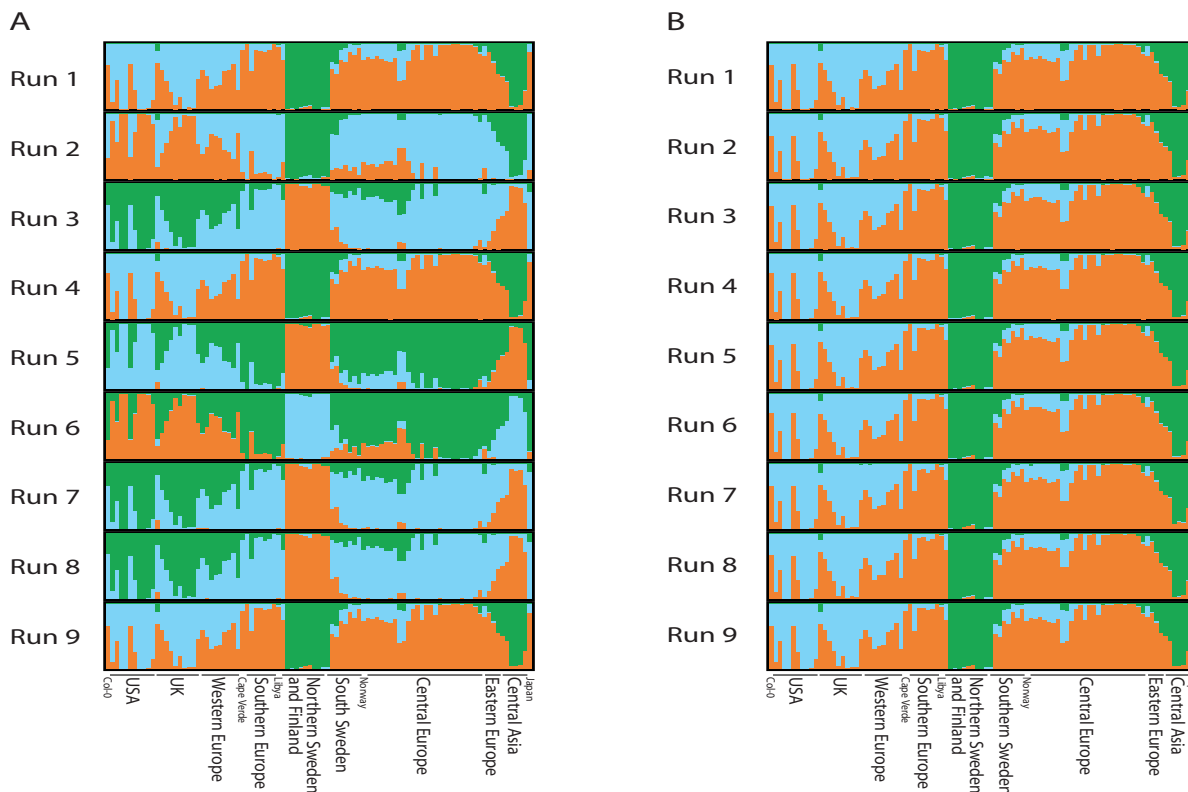 A
Run 1
Run 2
Run 3
Run 4
Run 5
Run 6
Run 7
Run 8
Run 9
Col-0
USA
UK
Western Europe
Cape Verde
Southern Europe
Libya
Northern Sweden
and Finland
South Sweden
Norway
Central Europe
Eastern Europe
Central Asia
Japan
B
Run 1
Run 2
Run 3
Run 4
Run 5
Run 6
Run 7
Run 8
Run 9
Col-0
USA
UK
Western Europe
Cape Verde
Southern Europe
Libya
Northern Sweden
and Finland
Southern Sweden
Norway
Central Europe
Eastern Europe